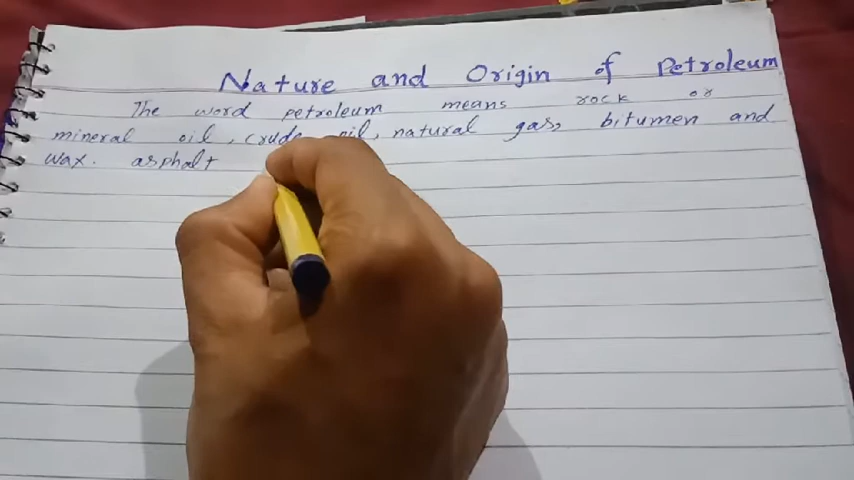 Nature and Origin of Petroleum
The word petroleum means rock or
mineral oil, crude oil, natural gas, bitumen and
wax. asphalt